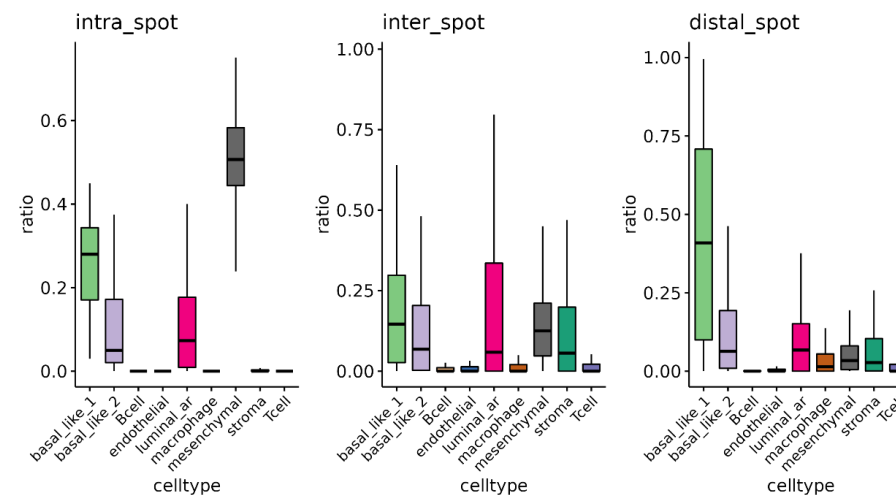 intra_spot
ratio
0.6
0.4
0.2
0.0
basal_like_1
basal_like_2
Bcell
endothelial
luminal_ar
macrophage
mesenchymal
stroma
Tcell
celltype
inter_spot
ratio
1.00
0.75
0.50
0.25
0.00
basal_like_1
basal_like_2
Bcell
endothelial
luminal_ar
macrophage
mesenchymal
stroma
Tcell
celltype
distal_spot
ratio
1.00
0.75
0.50
0.25
0.00
basal_like_1
basal_like_2
Bcell
endothelial
luminal_ar
macrophage
mesenchymal
stroma
Tce
celltype